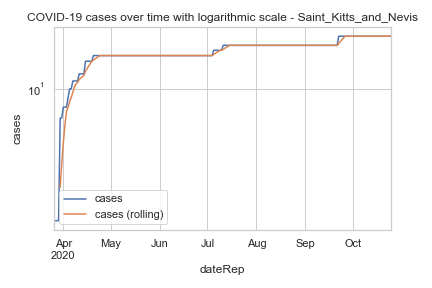 COVID-19 cases over time with logarithmic scale - Saint_Kitts_and_Nevis
10¹
cases
cases
cases (rolling)
Apr May Jun Jul Aug Sep Oct
2020
dateRep